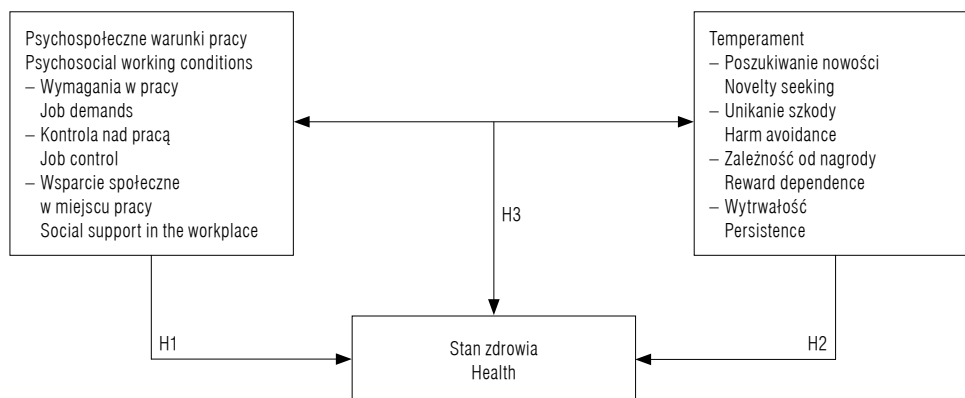 Psychospołeczne warunki pracy
Psychosocial working conditions
– Wymagania w pracy
Job demands
– Kontrola nad pracą
Job control
– Wsparcie społeczne
w miejscu pracy
Social support in the workplace
Temperament
– Poszukiwanie nowości
Novelty seeking
– Unikanie szkody
Harm avoidance
– Zależność od nagrody
Reward dependence
– Wytrwałość
Persistence
H3
H1
Stan zdrowia
Health
H2